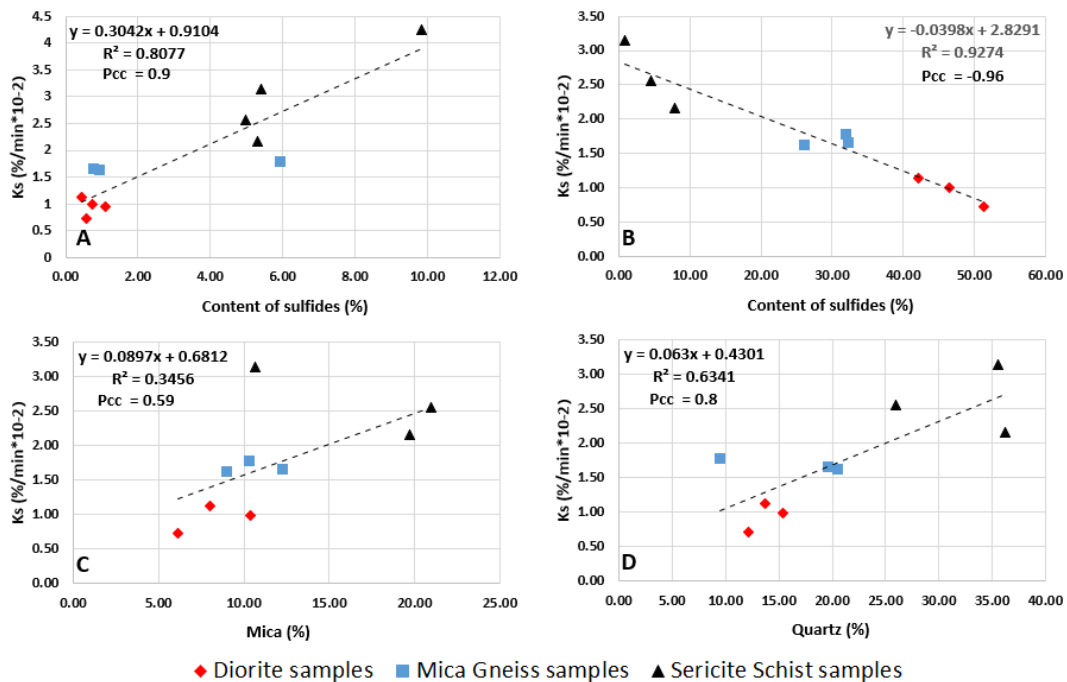 y = 0.3042x + 0.9104
R² = 0.8077
Pcc = 0.9
Ks (%/min*10-2)
4.5
4
3.5
3
2.5
2
1.5
1
0.5
0
A
0.00 2.00 4.00 6.00 8.00 10.00 12.00
Content of sulfides (%)
y = -0.0398x + 2.8291
R² = 0.9274
Pcc = -0.96
Ks (%/min*10-2)
3.50
3.00
2.50
2.00
1.50
1.00
0.50
0.00
B
0.00 10.00 20.00 30.00 40.00 50.00 60.00
Content of sulfides (%)
y = 0.0897x + 0.6812
R² = 0.3456
Pcc = 0.59
Ks (%/min*10-2)
3.50
3.00
2.50
2.00
1.50
1.00
0.50
0.00
C
0.00 5.00 10.00 15.00 20.00 25.00
Mica (%)
y = 0.063x + 0.4301
R² = 0.6341
Pcc = 0.8
Ks (%/min*10-2)
3.50
3.00
2.50
2.00
1.50
1.00
0.50
0.00
D
0.00 5.00 10.00 15.00 20.00 25.00 30.00 35.00 40.00
Quartz (%)
Diorite samples Mica Gneiss samples Sericite Schist samples